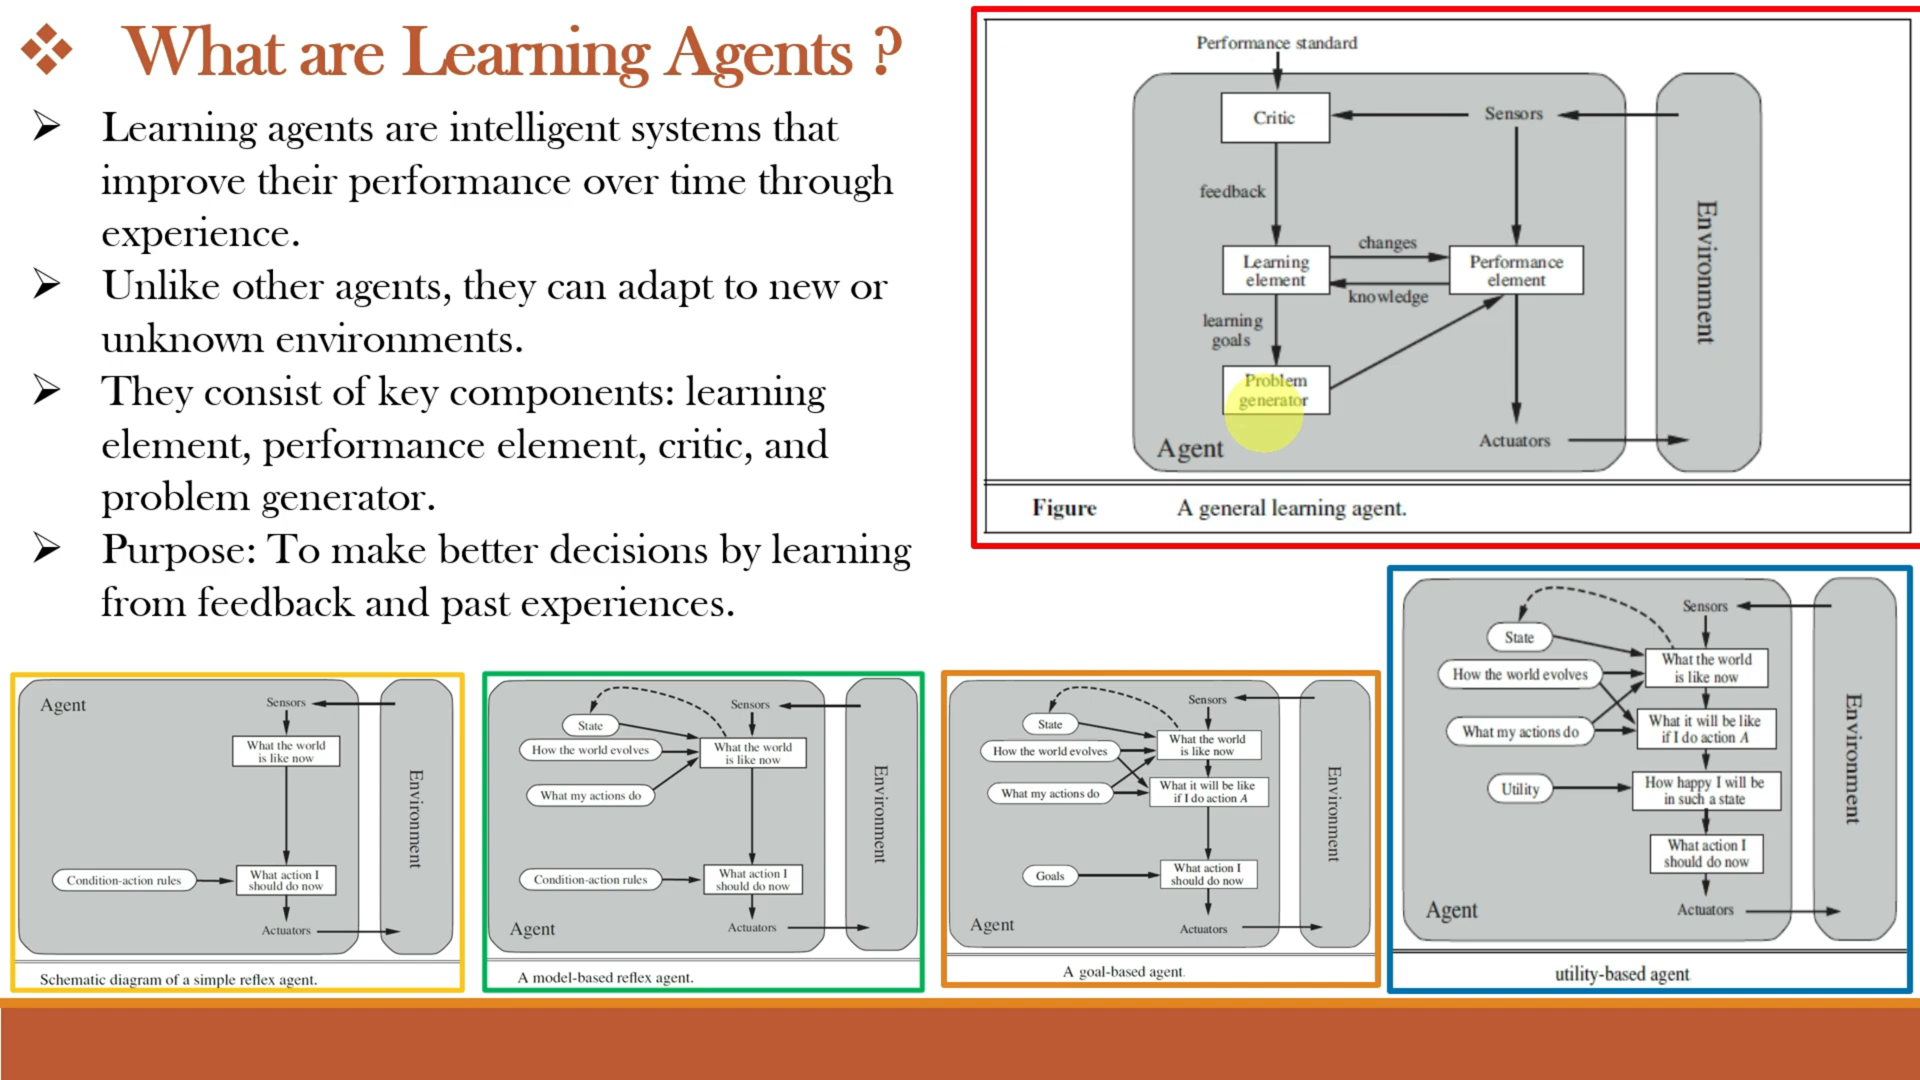 What are Learning Agents ?
Learning agents are intelligent systems that
improve their performance over time through
experience.
Unlike other agents, they can adapt to new or
unknown environments.
They consist of key components: learning
element, performance element, critic, and
problem generator.
Purpose: To make better decisions by learning
from feedback and past experiences.
Performance standard
Critic
Sensors
feedback
changes
Learning
element
Performance
element
knowledge
learning
goals
Problem
generator
Agent
Actuators
Environment
Figure A general learning agent.
Agent
Sensors
What the world
is like now
Condition-action rules
What action I
should do now
Actuators
Environment
Schematic diagram of a simple reflex agent.
Sensors
State
How the world evolves
What the world
is like now
What my actions do
Condition-action rules
What action I
should do now
Agent
Actuators
Environment
A model-based reflex agent.
Sensors
State
How the world evolves
What the world
is like now
What my actions do
What it will be like
if I do action A
Goals
What action I
should do now
Agent
Actuators
Environment
A goal-based agent
Sensors
State
What the world
is like now
How the world evolves
What my actions do
What it will be like
if I do action A
Utility
How happy I will be
in such a state
What action I
should do now
Agent
Actuators
Environment
utility-based agent